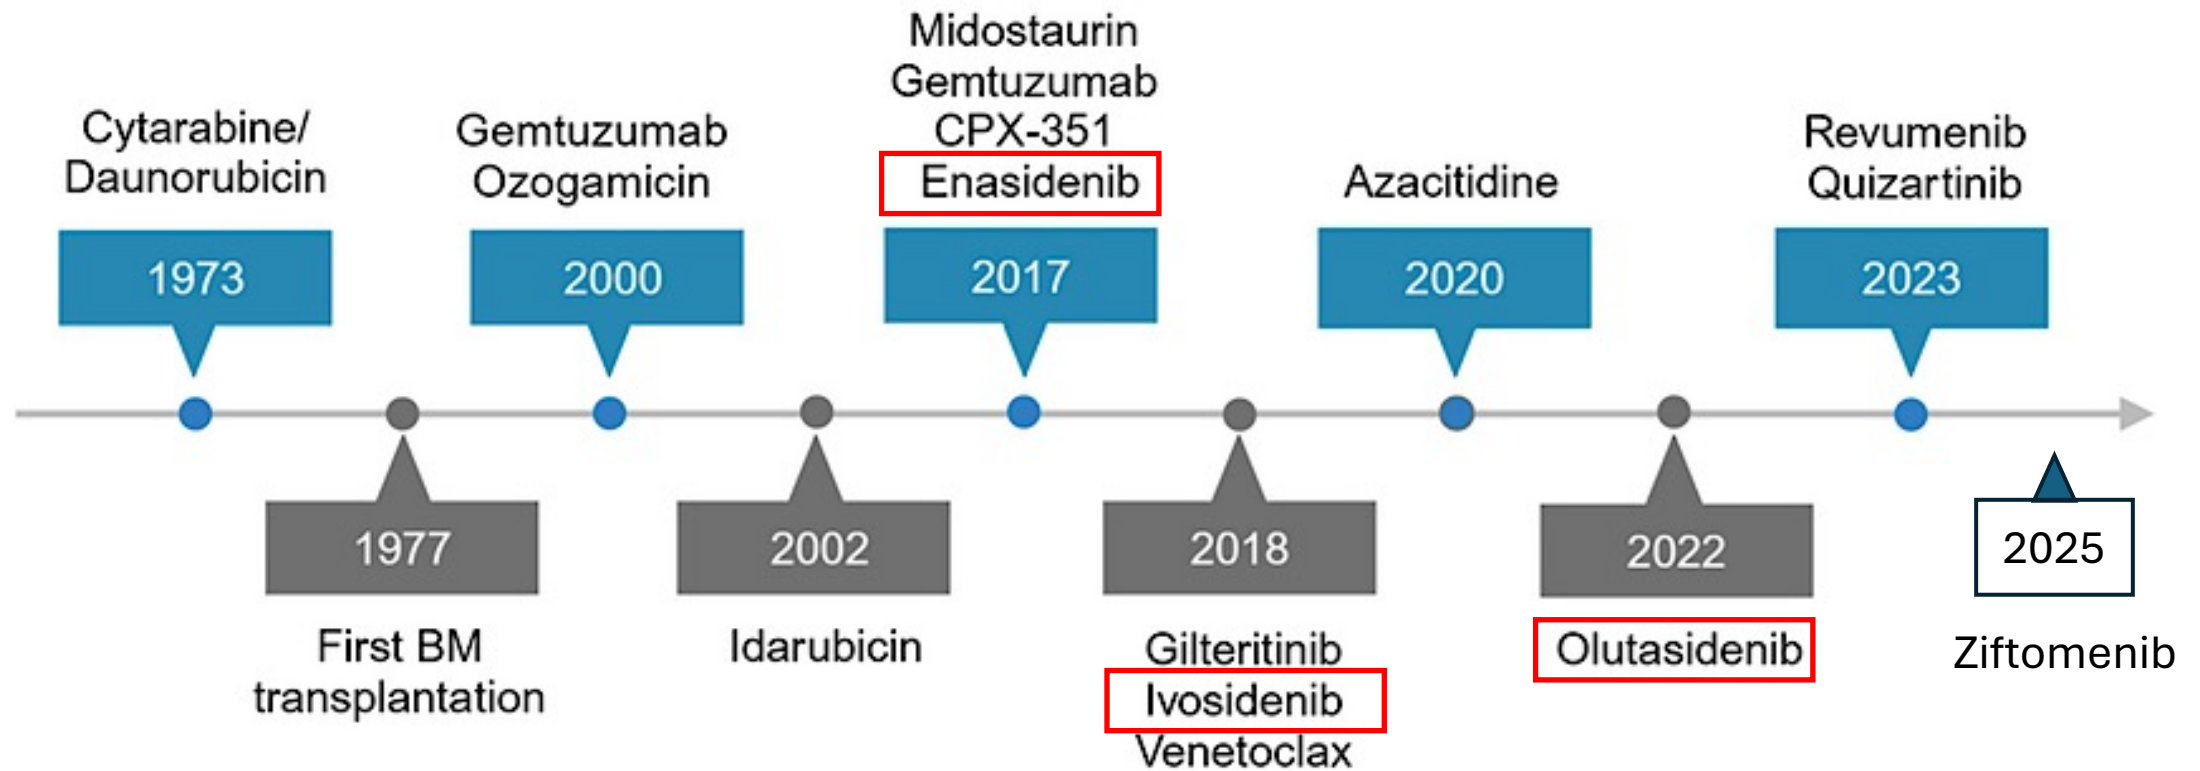 Cytarabine/
Daunorubicin
1973
1977
First BM
transplantation
Gemtuzumab
Ozogamicin
2000
2002
Idarubicin
Midostaurin
Gemtuzumab
CPX-351
Enasidenib
2017
2018
Gilteritinib
Ivosidenib
Venetoclax
Azacitidine
2020
2022
Olutasidenib
Revumenib
Quizartinib
2023
2025
Ziftomenib